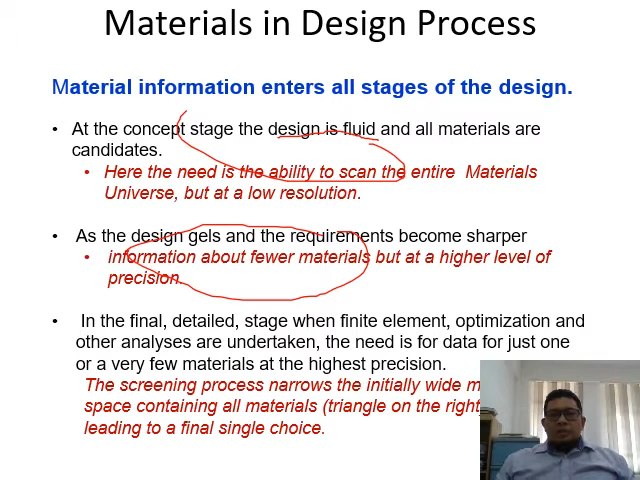 Materials in Design Process
Material information enters all stages of the design.
• At the concept stage the design is fluid and all materials are
candidates.
• Here the need is the ability to scan the entire Materials
Universe, but at a low resolution.
• As the design gels and the requirements become sharper
• information about fewer materials but at a higher level of
precision.
• In the final, detailed, stage when finite element, optimization and
other analyses are undertaken, the need is for data for just one
or a very few materials at the highest precision.
The screening process narrows the initially wide m
space containing all materials (triangle on the right
leading to a final single choice.